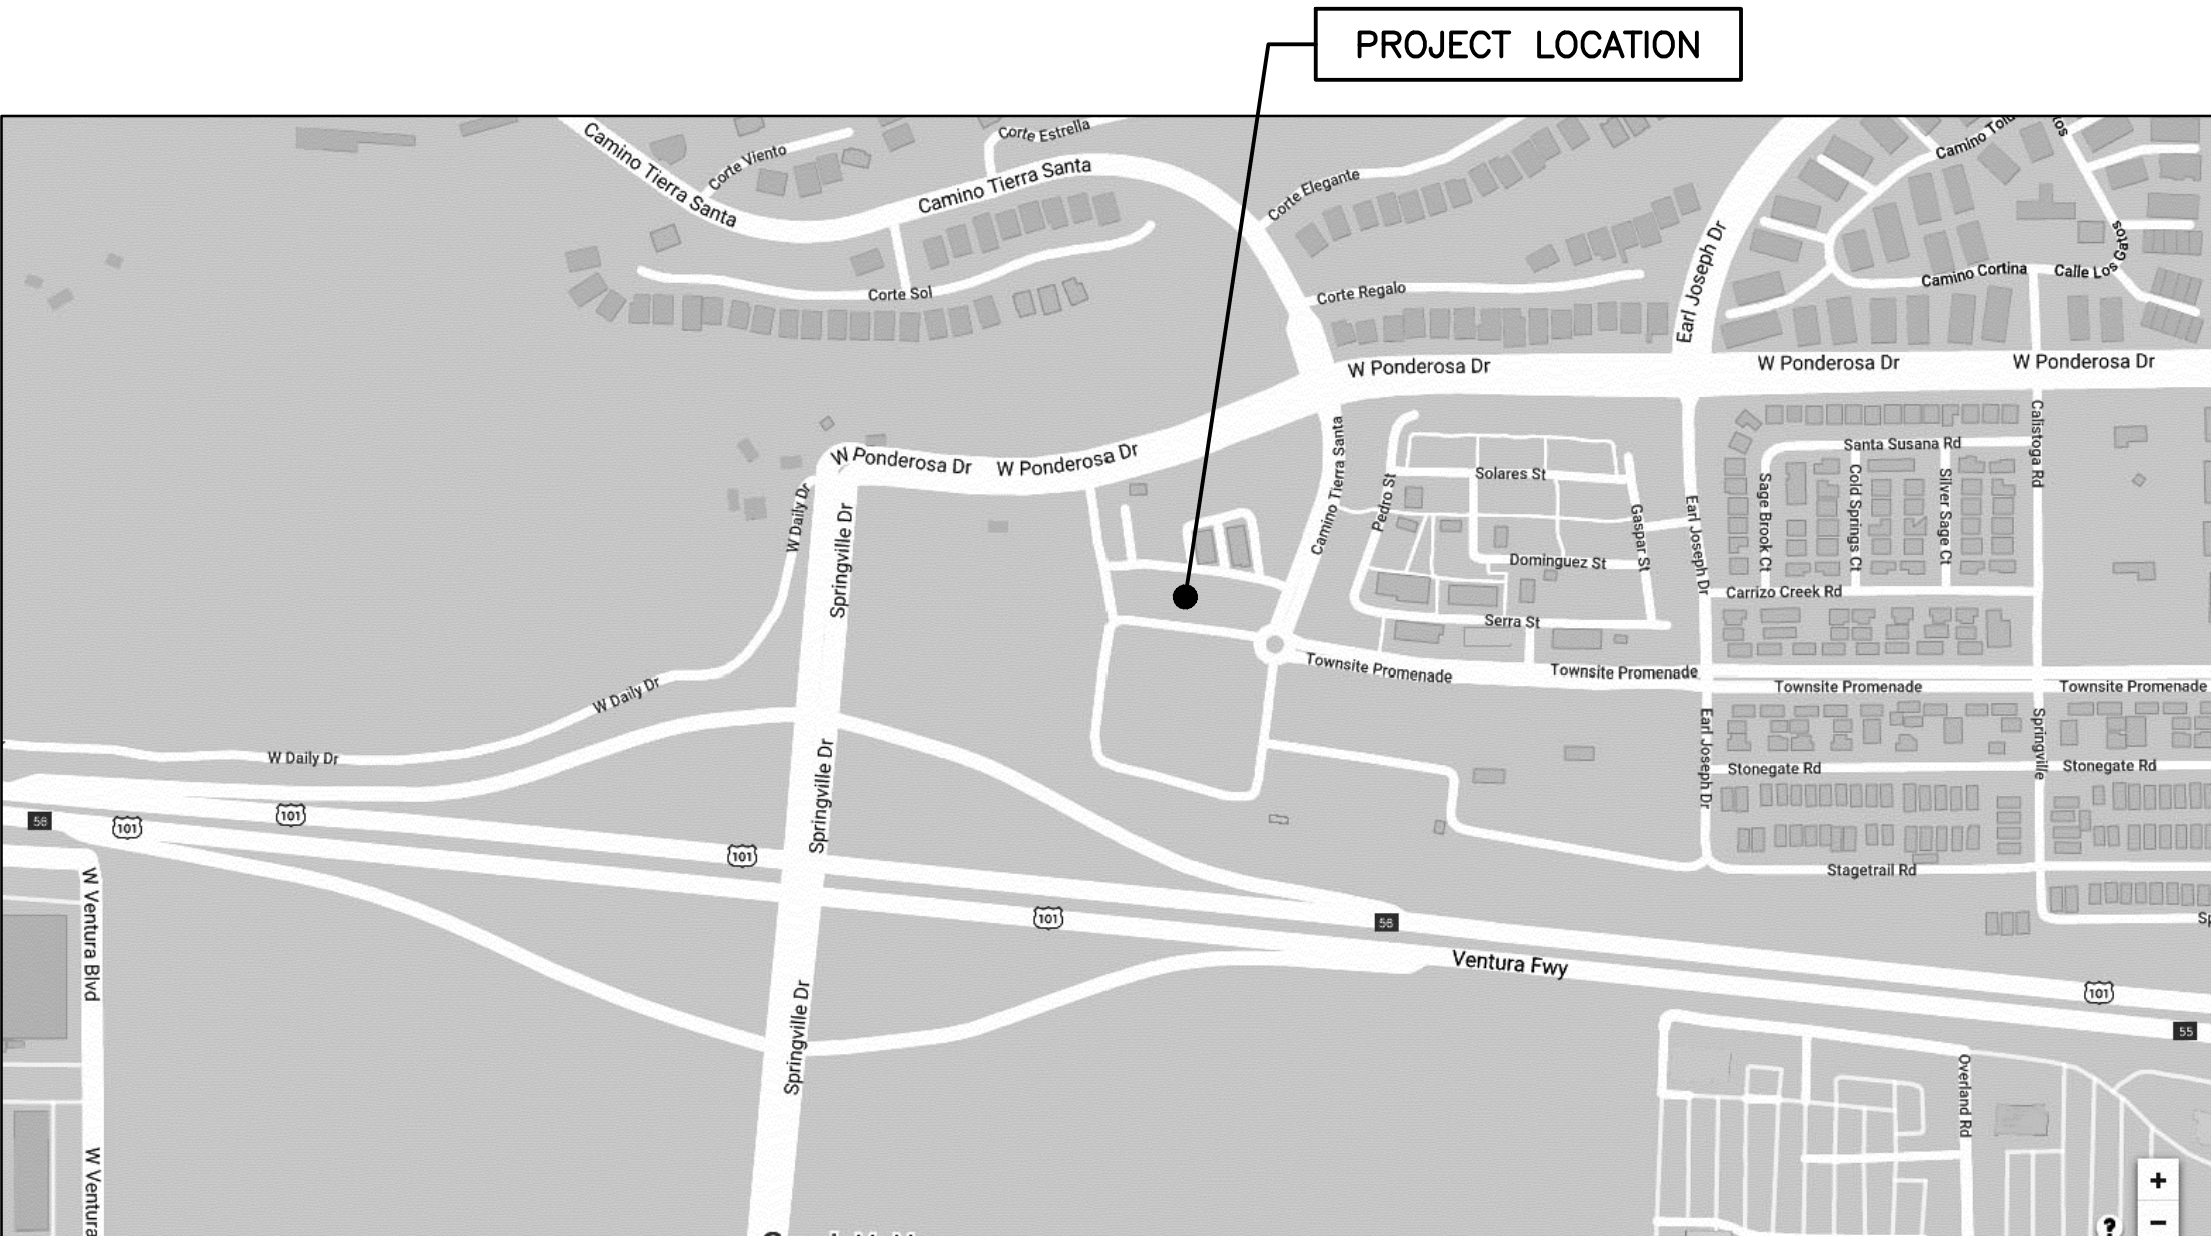 PROJECT LOCATION
Camino Tierra Santa
Corte Viento
Corte Estrella
Camino Tierra Santa
Corte Elegante
Corte Sol
Corte Regalo
Earl Joseph Dr
Camino Cortina
Calle Los Gatos
W Ponderosa Dr
W Ponderosa Dr
W Ponderosa Dr
W Ponderosa Dr
W Ponderosa Dr
W Daily Dr
Springville Dr
Camino Tierra Santa
Pedro St
Solares St
Gaspar St
Dominguez St
Serra St
Earl Joseph Dr
Santa Susana Rd
Sage Brook Ct
Cold Springs Ct
Silver Sage Ct
Calistoga Rd
Carrizo Creek Rd
Townsite Promenade
Townsite Promenade
Townsite Promenade
Townsite Promenade
W Daily Dr
W Daily Dr
Springville Dr
Earl Joseph Dr
Springville
Stonegate Rd
Stonegate Rd
Stagetrail Rd
Sp
56
101
101
101
101
56
Ventura Fwy
101
55
W Ventura Blvd
Springville Dr
W Ventura
Overland Rd
+
?
−